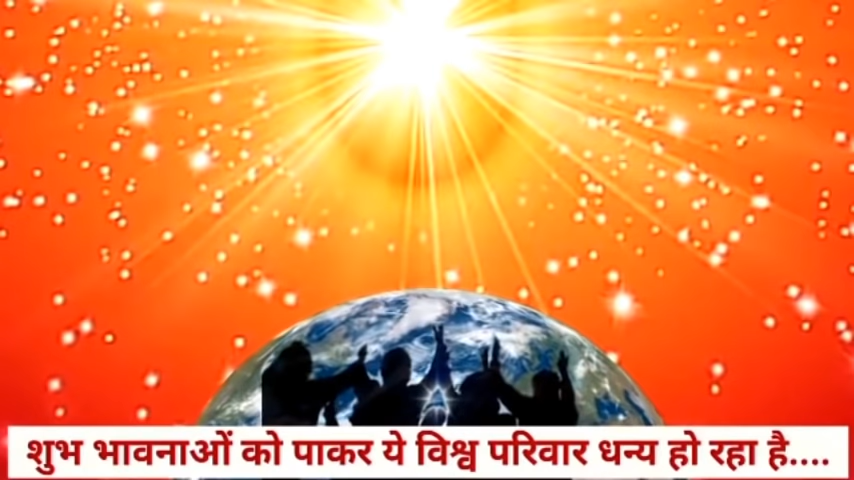 शुभ भावनाओं को पाकर ये विश्व परिवार धन्य हो रहा है....